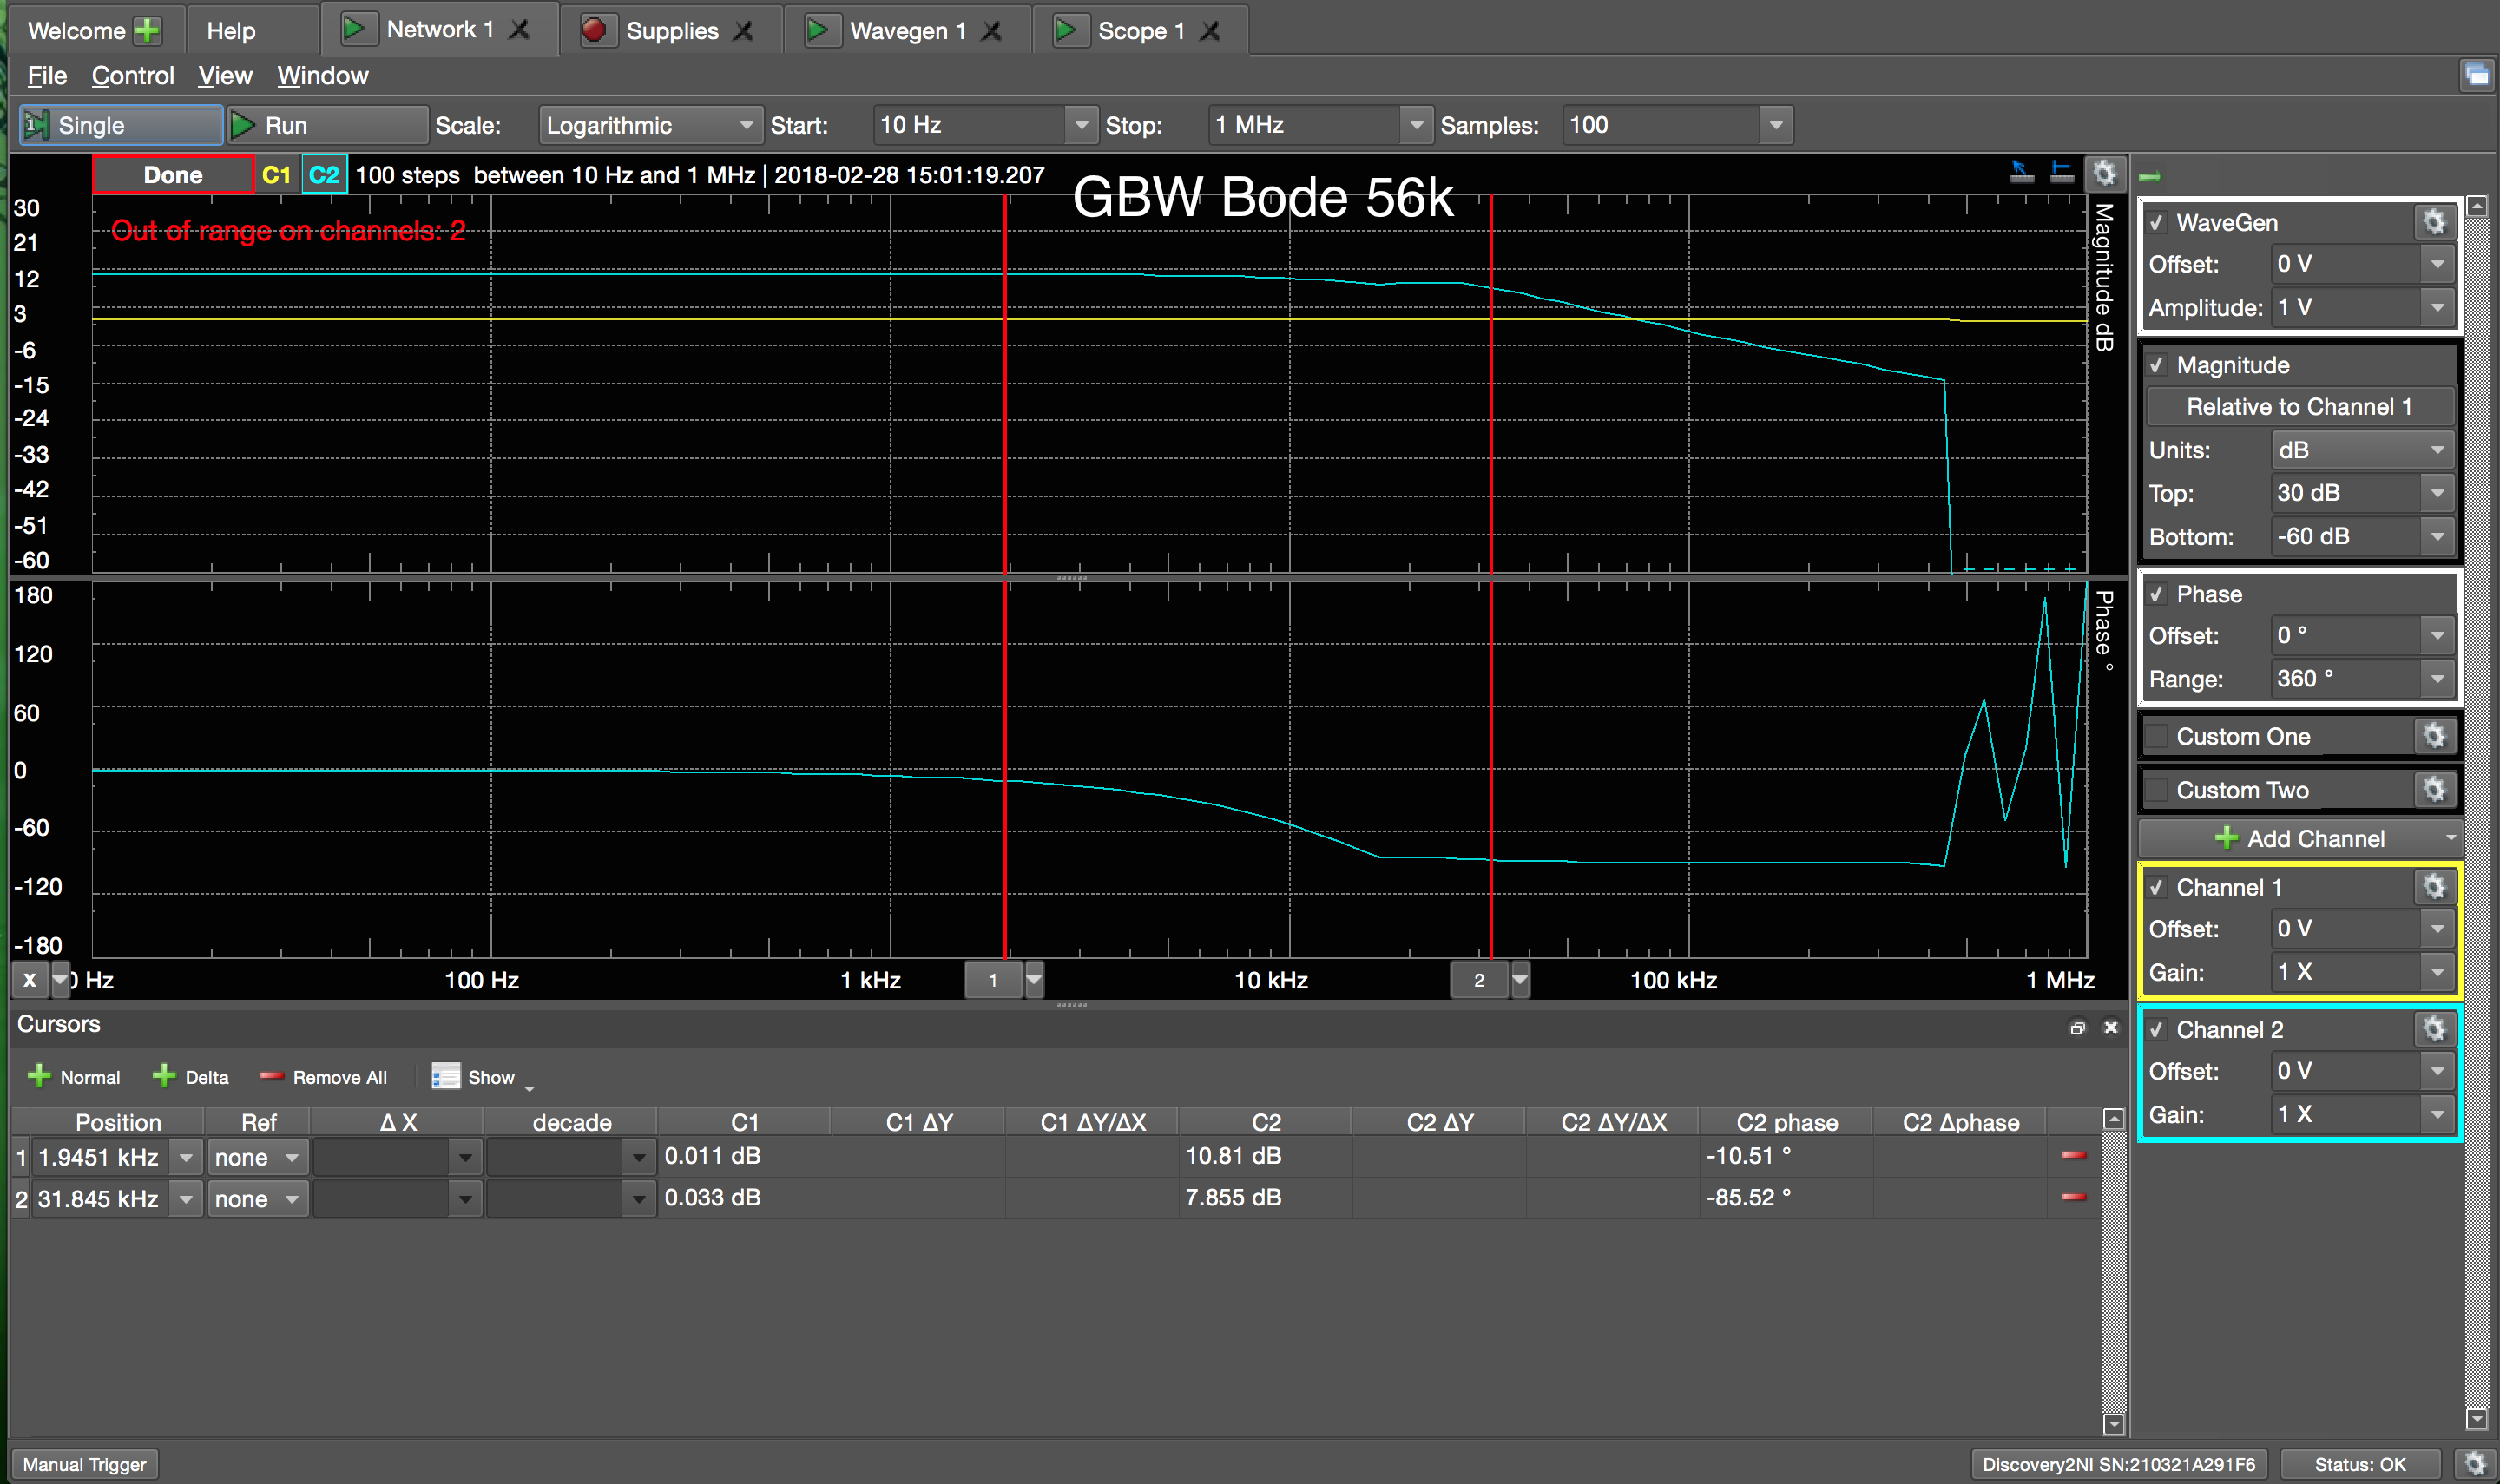 Welcome Help Network 1 Supplies Wavegen 1 Scope 1
File Control View Window
Single Run Scale: Logarithmic Start: 10 Hz Stop: 1 MHz Samples: 100
Done C1 C2 100 steps between 10 Hz and 1 MHz | 2018-02-28 15:01:19.207
GBW Bode 56k
Out of range on channels: 2
30
21
12
3
-6
-15
-24
-33
-42
-51
-60
Magnitude dB
180
120
60
0
-60
-120
-180
Phase °
X 0 Hz 100 Hz 1 kHz 1 10 kHz 2 100 kHz 1 MHz
WaveGen
Offset: 0 V
Amplitude: 1 V
Magnitude
Relative to Channel 1
Units: dB
Top: 30 dB
Bottom: -60 dB
Phase
Offset: 0 °
Range: 360 °
Custom One
Custom Two
Add Channel
Channel 1
Offset: 0 V
Gain: 1 X
Channel 2
Offset: 0 V
Gain: 1 X
Cursors
Normal Delta Remove All Show
Position Ref Δ X decade C1 C1 ΔY C1 ΔY/ΔX C2 C2 ΔY C2 ΔY/ΔX C2 phase C2 Δphase
1 1.9451 kHz none 0.011 dB 10.81 dB -10.51 °
2 31.845 kHz none 0.033 dB 7.855 dB -85.52 °
Manual Trigger Discovery2NI SN:210321A291F6 Status: OK